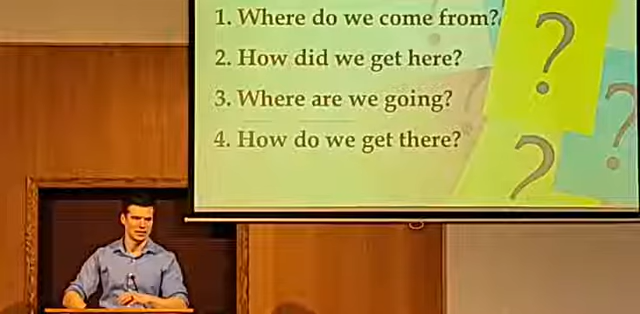 1. Where do we come from?
2. How did we get here?
3. Where are we going?
4. How do we get there?